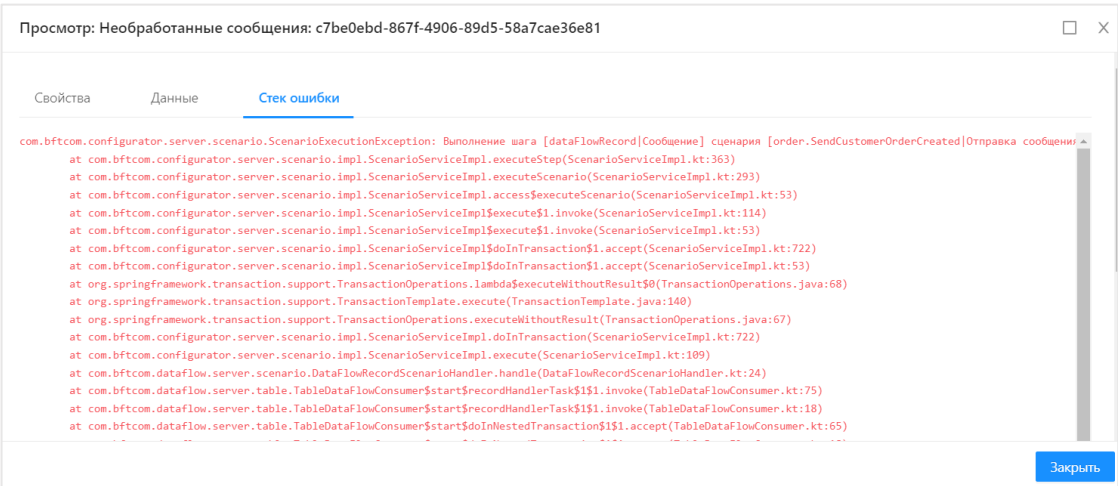 Просмотр: Необработанные сообщения: c7be0ebd-867f-4906-89d5-58a7cae36e81
Свойства Данные Стек ошибки
com.bftcom.configurator.server.scenario.ScenarioExecutionException: Выполнение шага [dataFlowRecord|Сообщение] сценария [order.SendCustomerOrderCreated|Отправка сообщения
at com.bftcom.configurator.server.scenario.impl.ScenarioServiceImpl.executeStep(ScenarioServiceImpl.kt:363)
at com.bftcom.configurator.server.scenario.impl.ScenarioServiceImpl.executeScenario(ScenarioServiceImpl.kt:293)
at com.bftcom.configurator.server.scenario.impl.ScenarioServiceImpl.access$executeScenario(ScenarioServiceImpl.kt:53)
at com.bftcom.configurator.server.scenario.impl.ScenarioServiceImpl$execute$1.invoke(ScenarioServiceImpl.kt:114)
at com.bftcom.configurator.server.scenario.impl.ScenarioServiceImpl$execute$1.invoke(ScenarioServiceImpl.kt:53)
at com.bftcom.configurator.server.scenario.impl.ScenarioServiceImpl$doInTransaction$1.accept(ScenarioServiceImpl.kt:722)
at com.bftcom.configurator.server.scenario.impl.ScenarioServiceImpl$doInTransaction$1.accept(ScenarioServiceImpl.kt:53)
at org.springframework.transaction.support.TransactionOperations.lambda$executeWithoutResult$0(TransactionOperations.java:68)
at org.springframework.transaction.support.TransactionTemplate.execute(TransactionTemplate.java:140)
at org.springframework.transaction.support.TransactionOperations.executeWithoutResult(TransactionOperations.java:67)
at com.bftcom.configurator.server.scenario.impl.ScenarioServiceImpl.doInTransaction(ScenarioServiceImpl.kt:722)
at com.bftcom.configurator.server.scenario.impl.ScenarioServiceImpl.execute(ScenarioServiceImpl.kt:109)
at com.bftcom.dataflow.server.scenario.DataFlowRecordScenarioHandler.handle(DataFlowRecordScenarioHandler.kt:24)
at com.bftcom.dataflow.server.table.TableDataFlowConsumer$start$recordHandlerTask$1$1.invoke(TableDataFlowConsumer.kt:75)
at com.bftcom.dataflow.server.table.TableDataFlowConsumer$start$recordHandlerTask$1$1.invoke(TableDataFlowConsumer.kt:18)
at com.bftcom.dataflow.server.table.TableDataFlowConsumer$start$doInNestedTransaction$1$1.accept(TableDataFlowConsumer.kt:65)
Закрыть